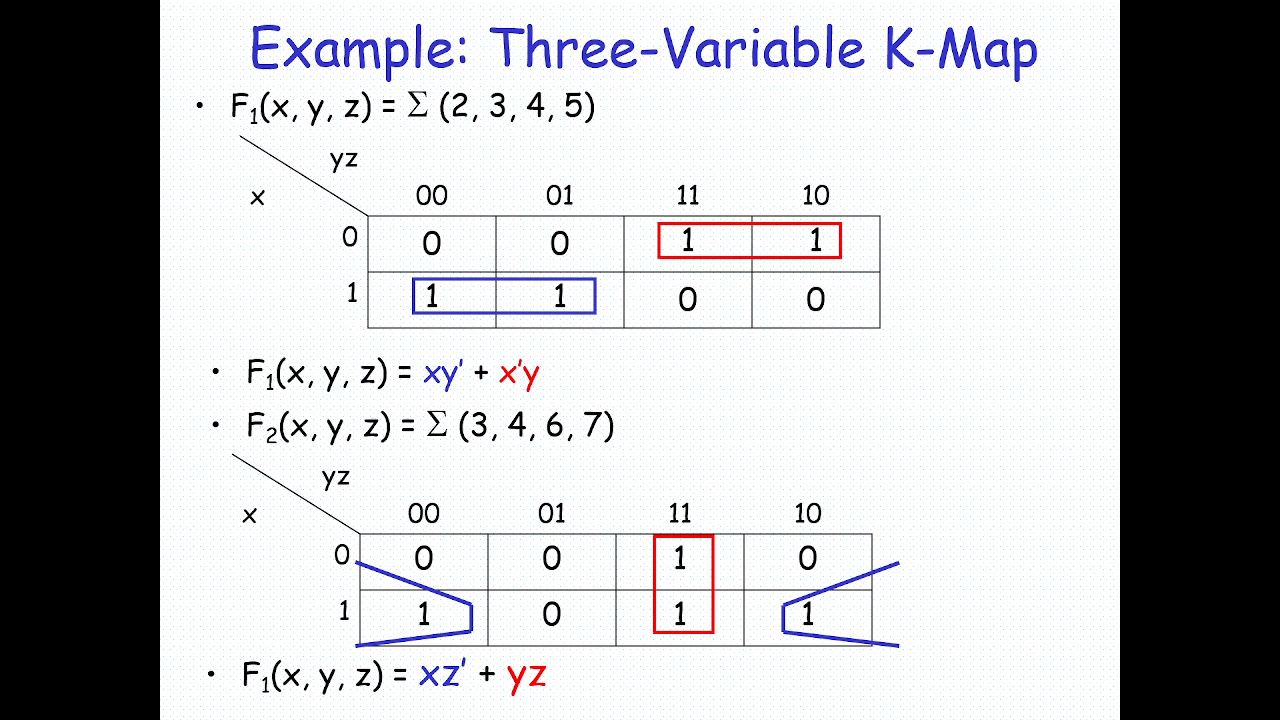 Example: Three-Variable K-Map
• F₁(x, y, z) = Σ (2, 3, 4, 5)
yz
x 00 01 11 10
0 0 0 1 1
1 1 1 0 0
• F₁(x, y, z) = xy’ + x’y
• F₂(x, y, z) = Σ (3, 4, 6, 7)
yz
x 00 01 11 10
0 0 0 1 0
1 1 0 1 1
• F₁(x, y, z) = xz’ + yz